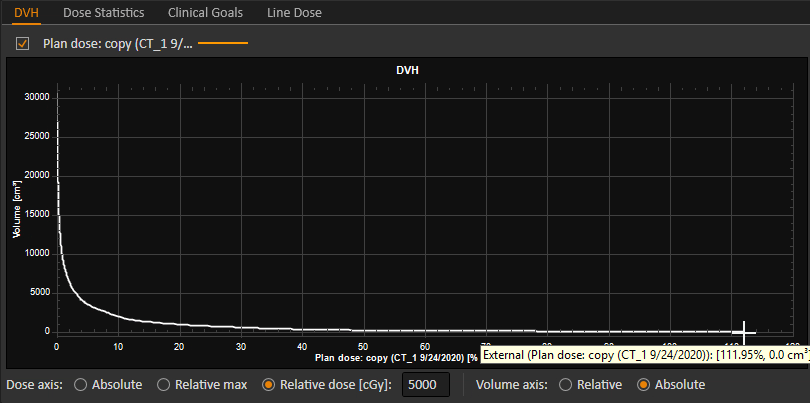 DVH Dose Statistics Clinical Goals Line Dose
Plan dose: copy (CT_1 9/...
DVH
30000
25000
20000
15000
10000
5000
0
Volume [cm³]
0 10 20 30 40 50 60 70 80 90 100 110 120
Plan dose: copy (CT_1 9/24/2020) [%
External (Plan dose: copy (CT_1 9/24/2020)): [111.95%, 0.0 cm³
Dose axis: Absolute Relative max Relative dose [cGy]: 5000 Volume axis: Relative Absolute